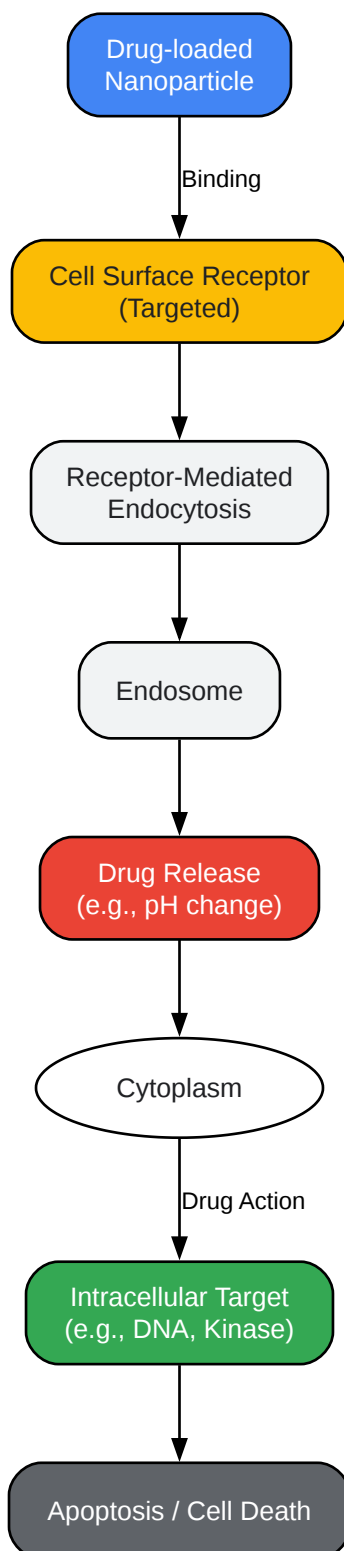 Drug-loaded
Nanoparticle
Binding
Cell Surface Receptor
(Targeted)
Receptor-Mediated
Endocytosis
Endosome
Drug Release
(e.g., pH change)
Cytoplasm
Drug Action
Intracellular Target
(e.g., DNA, Kinase)
Apoptosis / Cell Death